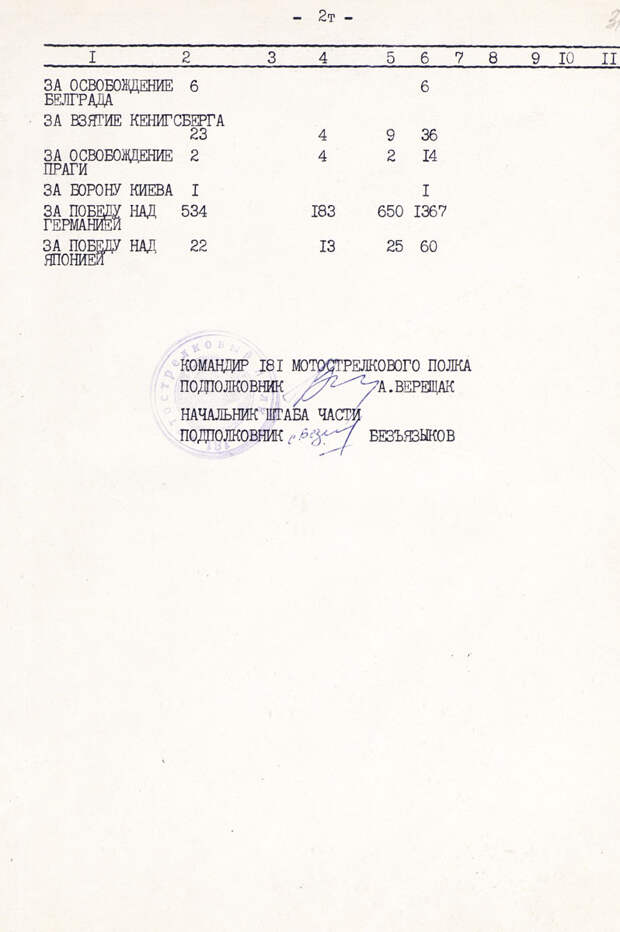 - 2т -
I 2 3 4 5 6 7 8 9 10 II
ЗА ОСВОБОЖДЕНИЕ 6 6
БЕЛГРАДА
ЗА ВЗЯТИЕ КЕНИГСБЕРГА
23 4 9 36
ЗА ОСВОБОЖДЕНИЕ 2 4 2 I4
ПРАГИ
ЗА БОРОНУ КИЕВА I I
ЗА ПОБЕДУ НАД 534 I83 650 I367
ГЕРМАНИЕЙ
ЗА ПОБЕДУ НАД 22 I3 25 60
ЯПОНИЕЙ
КОМАНДИР I8I МОТОСТРЕЛКОВОГО ПОЛКА
ПОДПОЛКОВНИК А.ВЕРЕЩАК
НАЧАЛЬНИК ШТАБА ЧАСТИ
ПОДПОЛКОВНИК БЕЗЪЯЗЫКОВ